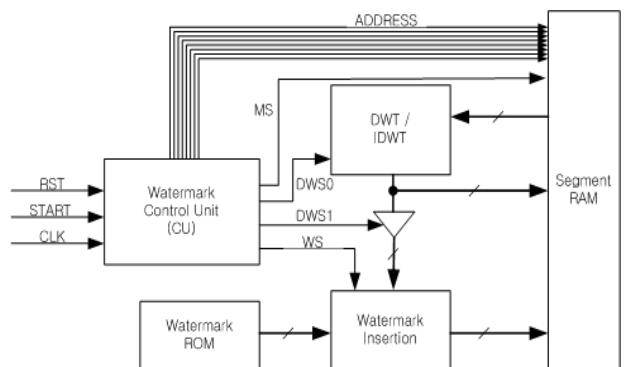 ADDRESS
MS
DWT /
IDWT
DWS0
RST
START
CLK
Watermark
Control Unit
(CU)
DWS1
WS
Segment
RAM
Watermark
ROM
Watermark
Insertion